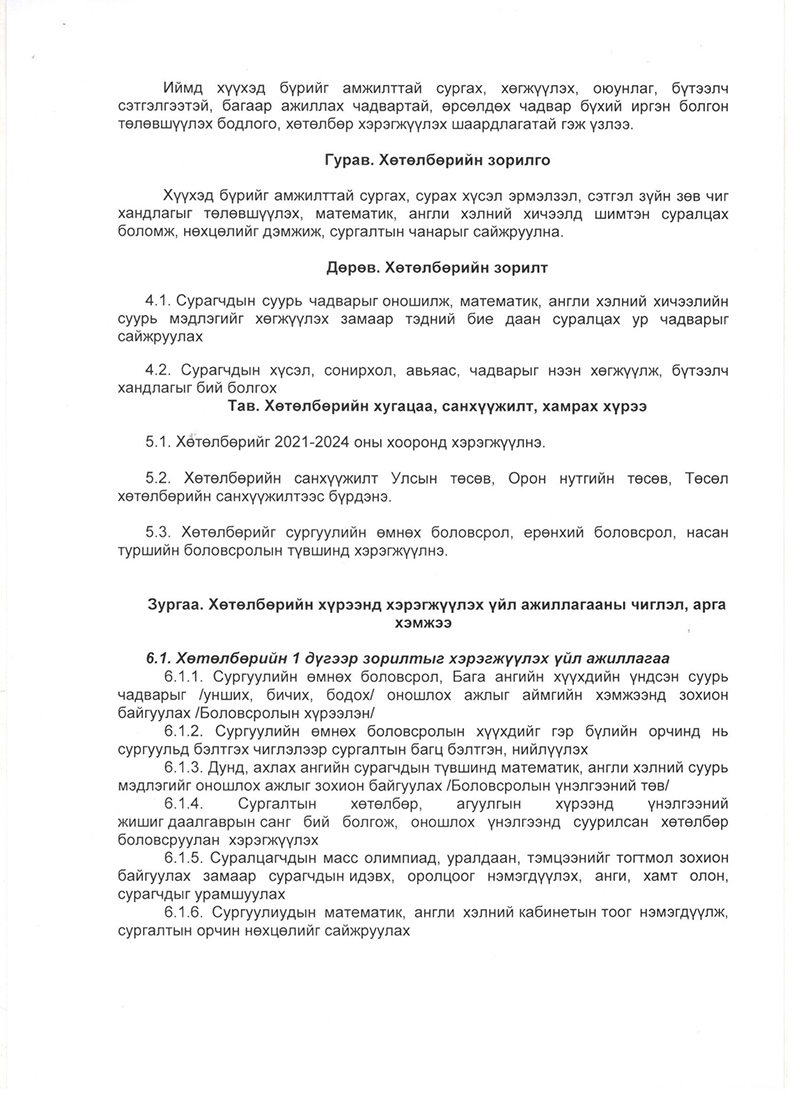 Иймд хүүхэд бүрийг амжилттай сургах, хөгжүүлэх, оюунлаг, бүтээлч
сэтгэлгээтэй, багаар ажиллах чадвартай, өрсөлдөх чадвар бүхий иргэн болгон
төлөвшүүлэх бодлого, хөтөлбөр хэрэгжүүлэх шаардлагатай гэж үзлээ.
Гурав. Хөтөлбөрийн зорилго
Хүүхэд бүрийг амжилттай сургах, сурах хүсэл эрмэлзэл, сэтгэл зүйн зөв чиг
хандлагыг төлөвшүүлэх, математик, англи хэлний хичээлд шимтэн суралцах
боломж, нөхцөлийг дэмжиж, сургалтын чанарыг сайжруулна.
Дөрөв. Хөтөлбөрийн зорилт
4.1. Сурагчдын суурь чадварыг оношилж, математик, англи хэлний хичээлийн
суурь мэдлэгийг хөгжүүлэх замаар тэдний бие даан суралцах ур чадварыг
сайжруулах
4.2. Сурагчдын хүсэл, сонирхол, авьяас, чадварыг нээн хөгжүүлж, бүтээлч
хандлагыг бий болгох
Тав. Хөтөлбөрийн хугацаа, санхүүжилт, хамрах хүрээ
5.1. Хөтөлбөрийг 2021-2024 оны хооронд хэрэгжүүлнэ.
5.2. Хөтөлбөрийн санхүүжилт Улсын төсөв, Орон нутгийн төсөв, Төсөл
хөтөлбөрийн санхүүжилтээс бүрдэнэ.
5.3. Хөтөлбөрийг сургуулийн өмнөх боловсрол, ерөнхий боловсрол, насан
туршийн боловсролын түвшинд хэрэгжүүлнэ.
Зургаа. Хөтөлбөрийн хүрээнд хэрэгжүүлэх үйл ажиллагааны чиглэл, арга
хэмжээ
6.1. Хөтөлбөрийн 1 дүгээр зорилтыг хэрэгжүүлэх үйл ажиллагаа
6.1.1. Сургуулийн өмнөх боловсрол, Бага ангийн хүүхдийн үндсэн суурь
чадварыг /унших, бичих, бодох/ оношлох ажлыг аймгийн хэмжээнд зохион
байгуулах /Боловсролын хүрээлэн/
6.1.2. Сургуулийн өмнөх боловсролын хүүхдийг гэр бүлийн орчинд нь
сургуульд бэлтгэх чиглэлээр сургалтын багц бэлтгэн, нийлүүлэх
6.1.3. Дунд, ахлах ангийн сурагчдын түвшинд математик, англи хэлний суурь
мэдлэгийг оношлох ажлыг зохион байгуулах /Боловсролын үнэлгээний төв/
6.1.4. Сургалтын хөтөлбөр, агуулгын хүрээнд үнэлгээний
жишиг даалгаврын санг бий болгож, оношлох үнэлгээнд суурилсан хөтөлбөр
боловсруулан хэрэгжүүлэх
6.1.5. Суралцагчдын масс олимпиад, уралдаан, тэмцээнийг тогтмол зохион
байгуулах замаар сурагчдын идэвх, оролцоог нэмэгдүүлэх, анги, хамт олон,
сурагчдыг урамшуулах
6.1.6. Сургуулиудын математик, англи хэлний кабинетын тоог нэмэгдүүлж,
сургалтын орчин нөхцөлийг сайжруулах